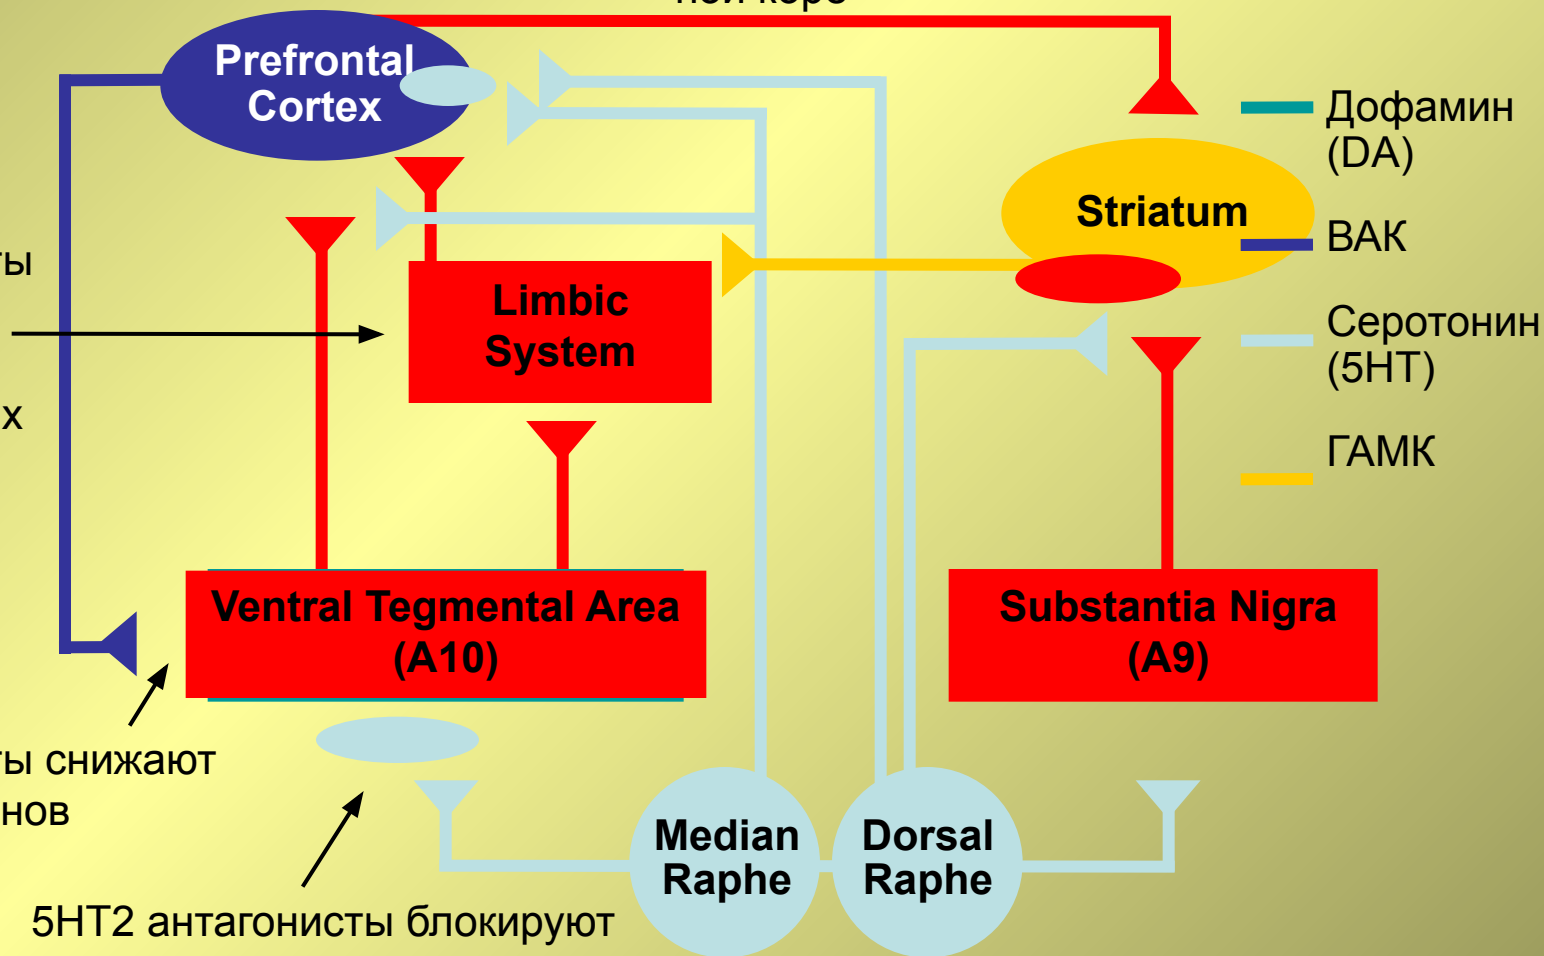 Prefrontal
Cortex
Дофамин
(DA)
Striatum
ВАК
Limbic
System
Серотонин
(5HT)
ГАМК
Ventral Tegmental Area
(A10)
Substantia Nigra
(A9)
снижают
Median
Raphe
Dorsal
Raphe
5HT2 антагонисты блокируют